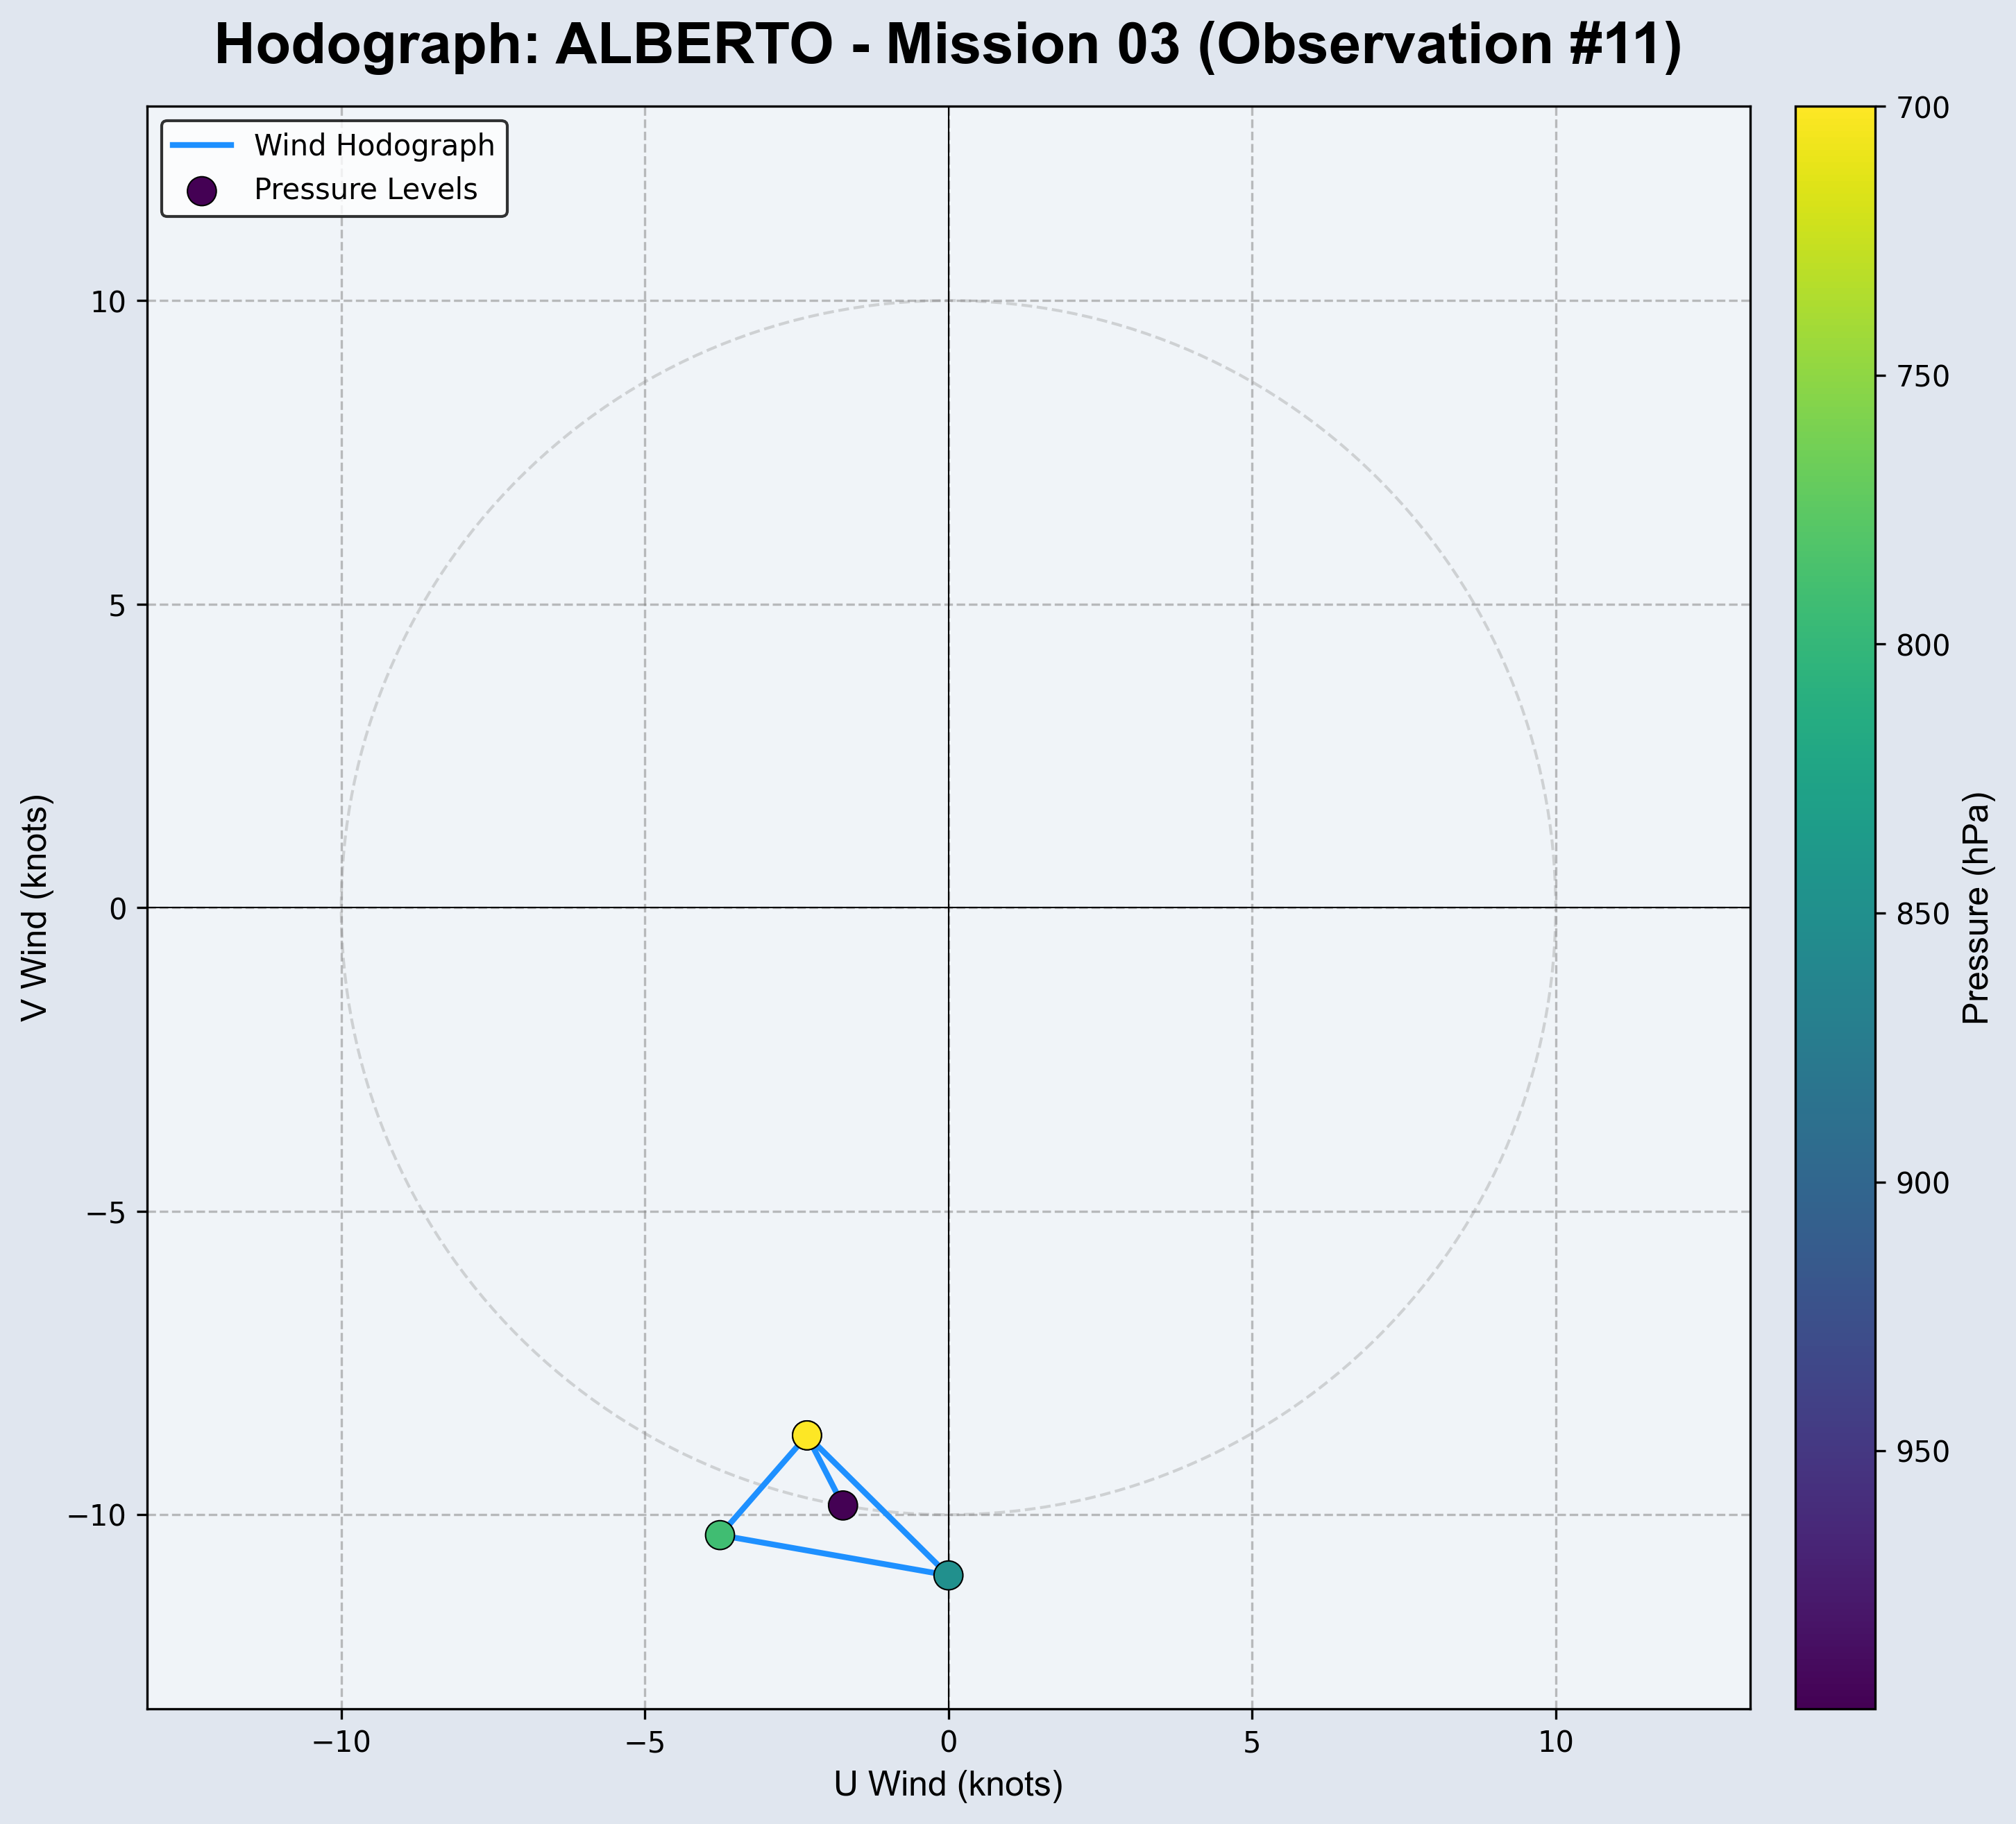 Hodograph: ALBERTO - Mission 03 (Observation #11)
Wind Hodograph
Pressure Levels
10
5
0
−5
−10
V Wind (knots)
−10
−5
0
5
10
U Wind (knots)
700
750
800
850
900
950
Pressure (hPa)